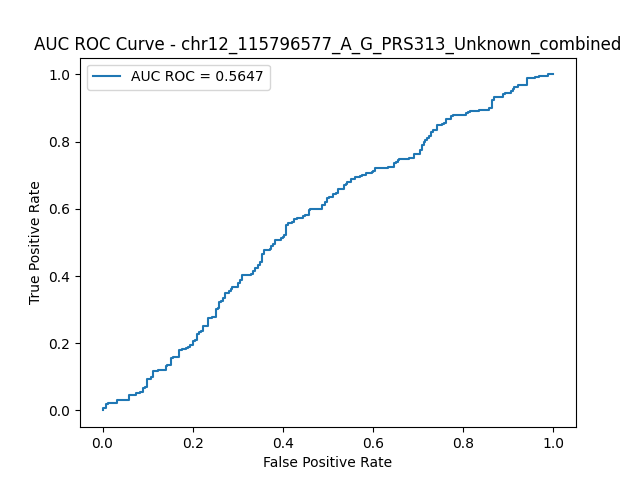 AUC ROC Curve - chr12_115796577_A_G_PRS313_Unknown_combined
AUC ROC = 0.5647
1.0
0.8
0.6
0.4
0.2
0.0
True Positive Rate
0.0 0.2 0.4 0.6 0.8 1.0
False Positive Rate